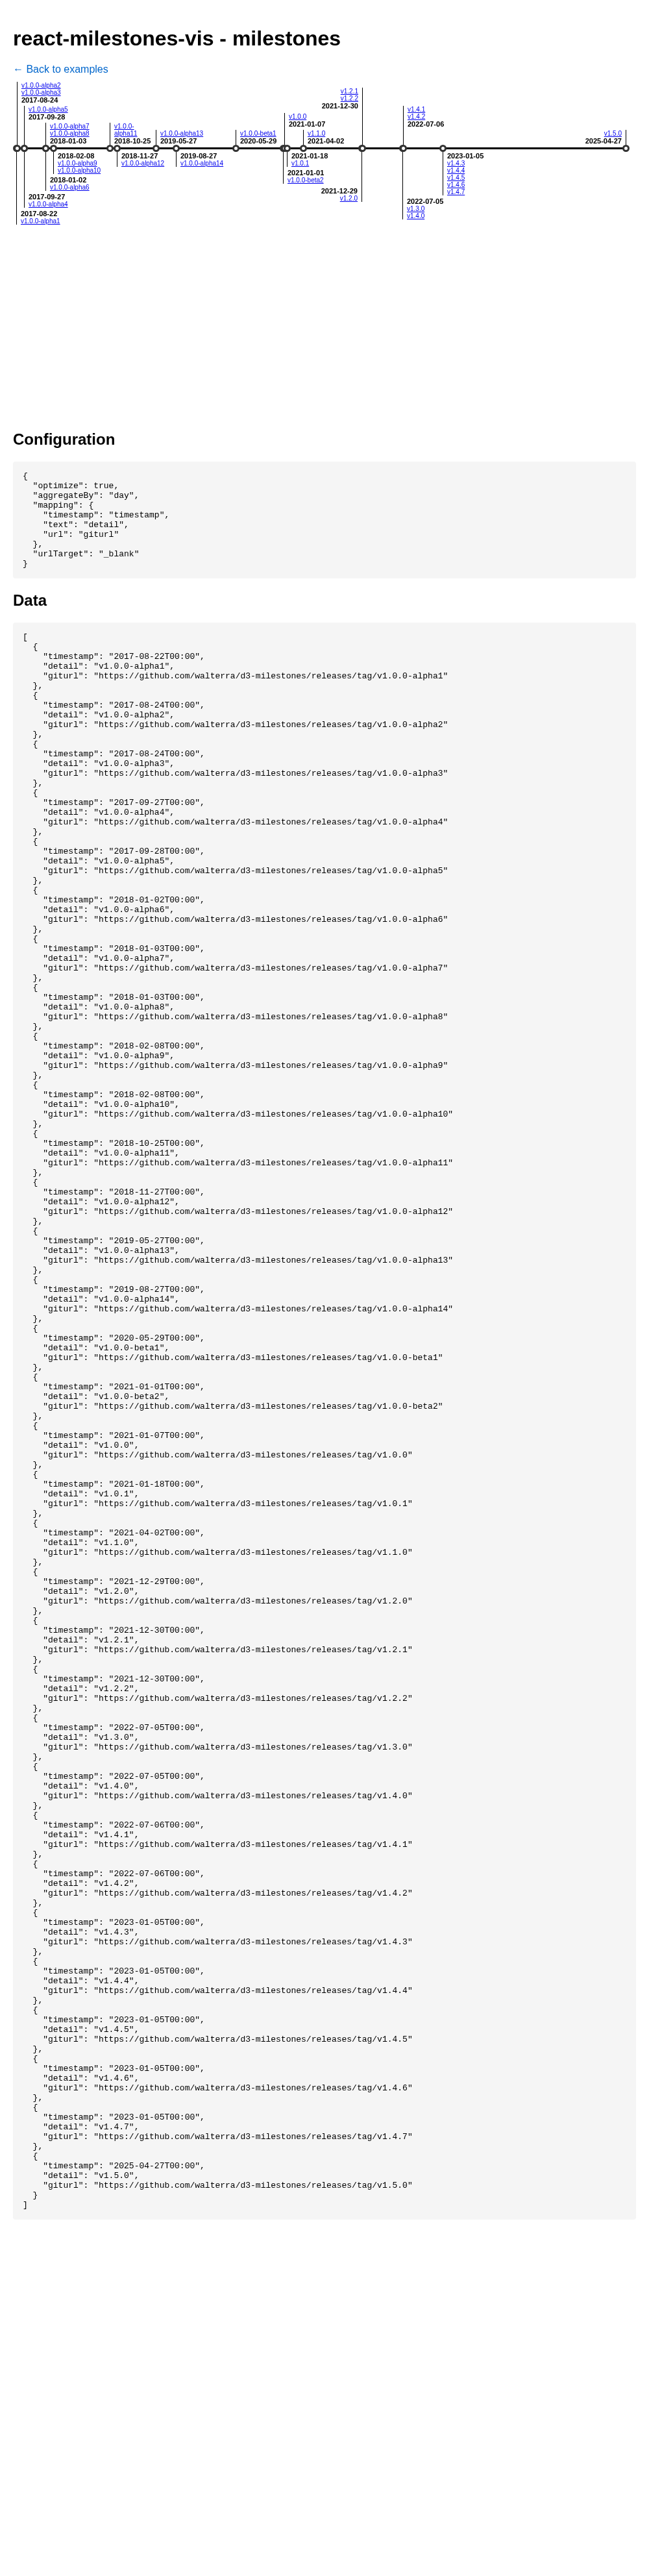 react-milestones-vis - milestones
← Back to examples
v1.0.0-alpha2
v1.0.0-alpha3
2017-08-24
v1.0.0-alpha5
2017-09-28
v1.0.0-alpha7
v1.0.0-alpha8
2018-01-03
v1.0.0-
alpha11
2018-10-25
v1.0.0-alpha13
2019-05-27
v1.0.0-beta1
2020-05-29
v1.0.0
2021-01-07
v1.1.0
2021-04-02
v1.2.1
v1.2.2
2021-12-30
v1.4.1
v1.4.2
2022-07-06
v1.5.0
2025-04-27
2018-02-08
v1.0.0-alpha9
v1.0.0-alpha10
2018-01-02
v1.0.0-alpha6
2017-09-27
v1.0.0-alpha4
2017-08-22
v1.0.0-alpha1
2018-11-27
v1.0.0-alpha12
2019-08-27
v1.0.0-alpha14
2021-01-18
v1.0.1
2021-01-01
v1.0.0-beta2
2021-12-29
v1.2.0
2023-01-05
v1.4.3
v1.4.4
v1.4.5
v1.4.6
v1.4.7
2022-07-05
v1.3.0
v1.4.0
Configuration
{
  "optimize": true,
  "aggregateBy": "day",
  "mapping": {
    "timestamp": "timestamp",
    "text": "detail",
    "url": "giturl"
  },
  "urlTarget": "_blank"
}
Data
[
  {
    "timestamp": "2017-08-22T00:00",
    "detail": "v1.0.0-alpha1",
    "giturl": "https://github.com/walterra/d3-milestones/releases/tag/v1.0.0-alpha1"
  },
  {
    "timestamp": "2017-08-24T00:00",
    "detail": "v1.0.0-alpha2",
    "giturl": "https://github.com/walterra/d3-milestones/releases/tag/v1.0.0-alpha2"
  },
  {
    "timestamp": "2017-08-24T00:00",
    "detail": "v1.0.0-alpha3",
    "giturl": "https://github.com/walterra/d3-milestones/releases/tag/v1.0.0-alpha3"
  },
  {
    "timestamp": "2017-09-27T00:00",
    "detail": "v1.0.0-alpha4",
    "giturl": "https://github.com/walterra/d3-milestones/releases/tag/v1.0.0-alpha4"
  },
  {
    "timestamp": "2017-09-28T00:00",
    "detail": "v1.0.0-alpha5",
    "giturl": "https://github.com/walterra/d3-milestones/releases/tag/v1.0.0-alpha5"
  },
  {
    "timestamp": "2018-01-02T00:00",
    "detail": "v1.0.0-alpha6",
    "giturl": "https://github.com/walterra/d3-milestones/releases/tag/v1.0.0-alpha6"
  },
  {
    "timestamp": "2018-01-03T00:00",
    "detail": "v1.0.0-alpha7",
    "giturl": "https://github.com/walterra/d3-milestones/releases/tag/v1.0.0-alpha7"
  },
  {
    "timestamp": "2018-01-03T00:00",
    "detail": "v1.0.0-alpha8",
    "giturl": "https://github.com/walterra/d3-milestones/releases/tag/v1.0.0-alpha8"
  },
  {
    "timestamp": "2018-02-08T00:00",
    "detail": "v1.0.0-alpha9",
    "giturl": "https://github.com/walterra/d3-milestones/releases/tag/v1.0.0-alpha9"
  },
  {
    "timestamp": "2018-02-08T00:00",
    "detail": "v1.0.0-alpha10",
    "giturl": "https://github.com/walterra/d3-milestones/releases/tag/v1.0.0-alpha10"
  },
  {
    "timestamp": "2018-10-25T00:00",
    "detail": "v1.0.0-alpha11",
    "giturl": "https://github.com/walterra/d3-milestones/releases/tag/v1.0.0-alpha11"
  },
  {
    "timestamp": "2018-11-27T00:00",
    "detail": "v1.0.0-alpha12",
    "giturl": "https://github.com/walterra/d3-milestones/releases/tag/v1.0.0-alpha12"
  },
  {
    "timestamp": "2019-05-27T00:00",
    "detail": "v1.0.0-alpha13",
    "giturl": "https://github.com/walterra/d3-milestones/releases/tag/v1.0.0-alpha13"
  },
  {
    "timestamp": "2019-08-27T00:00",
    "detail": "v1.0.0-alpha14",
    "giturl": "https://github.com/walterra/d3-milestones/releases/tag/v1.0.0-alpha14"
  },
  {
    "timestamp": "2020-05-29T00:00",
    "detail": "v1.0.0-beta1",
    "giturl": "https://github.com/walterra/d3-milestones/releases/tag/v1.0.0-beta1"
  },
  {
    "timestamp": "2021-01-01T00:00",
    "detail": "v1.0.0-beta2",
    "giturl": "https://github.com/walterra/d3-milestones/releases/tag/v1.0.0-beta2"
  },
  {
    "timestamp": "2021-01-07T00:00",
    "detail": "v1.0.0",
    "giturl": "https://github.com/walterra/d3-milestones/releases/tag/v1.0.0"
  },
  {
    "timestamp": "2021-01-18T00:00",
    "detail": "v1.0.1",
    "giturl": "https://github.com/walterra/d3-milestones/releases/tag/v1.0.1"
  },
  {
    "timestamp": "2021-04-02T00:00",
    "detail": "v1.1.0",
    "giturl": "https://github.com/walterra/d3-milestones/releases/tag/v1.1.0"
  },
  {
    "timestamp": "2021-12-29T00:00",
    "detail": "v1.2.0",
    "giturl": "https://github.com/walterra/d3-milestones/releases/tag/v1.2.0"
  },
  {
    "timestamp": "2021-12-30T00:00",
    "detail": "v1.2.1",
    "giturl": "https://github.com/walterra/d3-milestones/releases/tag/v1.2.1"
  },
  {
    "timestamp": "2021-12-30T00:00",
    "detail": "v1.2.2",
    "giturl": "https://github.com/walterra/d3-milestones/releases/tag/v1.2.2"
  },
  {
    "timestamp": "2022-07-05T00:00",
    "detail": "v1.3.0",
    "giturl": "https://github.com/walterra/d3-milestones/releases/tag/v1.3.0"
  },
  {
    "timestamp": "2022-07-05T00:00",
    "detail": "v1.4.0",
    "giturl": "https://github.com/walterra/d3-milestones/releases/tag/v1.4.0"
  },
  {
    "timestamp": "2022-07-06T00:00",
    "detail": "v1.4.1",
    "giturl": "https://github.com/walterra/d3-milestones/releases/tag/v1.4.1"
  },
  {
    "timestamp": "2022-07-06T00:00",
    "detail": "v1.4.2",
    "giturl": "https://github.com/walterra/d3-milestones/releases/tag/v1.4.2"
  },
  {
    "timestamp": "2023-01-05T00:00",
    "detail": "v1.4.3",
    "giturl": "https://github.com/walterra/d3-milestones/releases/tag/v1.4.3"
  },
  {
    "timestamp": "2023-01-05T00:00",
    "detail": "v1.4.4",
    "giturl": "https://github.com/walterra/d3-milestones/releases/tag/v1.4.4"
  },
  {
    "timestamp": "2023-01-05T00:00",
    "detail": "v1.4.5",
    "giturl": "https://github.com/walterra/d3-milestones/releases/tag/v1.4.5"
  },
  {
    "timestamp": "2023-01-05T00:00",
    "detail": "v1.4.6",
    "giturl": "https://github.com/walterra/d3-milestones/releases/tag/v1.4.6"
  },
  {
    "timestamp": "2023-01-05T00:00",
    "detail": "v1.4.7",
    "giturl": "https://github.com/walterra/d3-milestones/releases/tag/v1.4.7"
  },
  {
    "timestamp": "2025-04-27T00:00",
    "detail": "v1.5.0",
    "giturl": "https://github.com/walterra/d3-milestones/releases/tag/v1.5.0"
  }
]